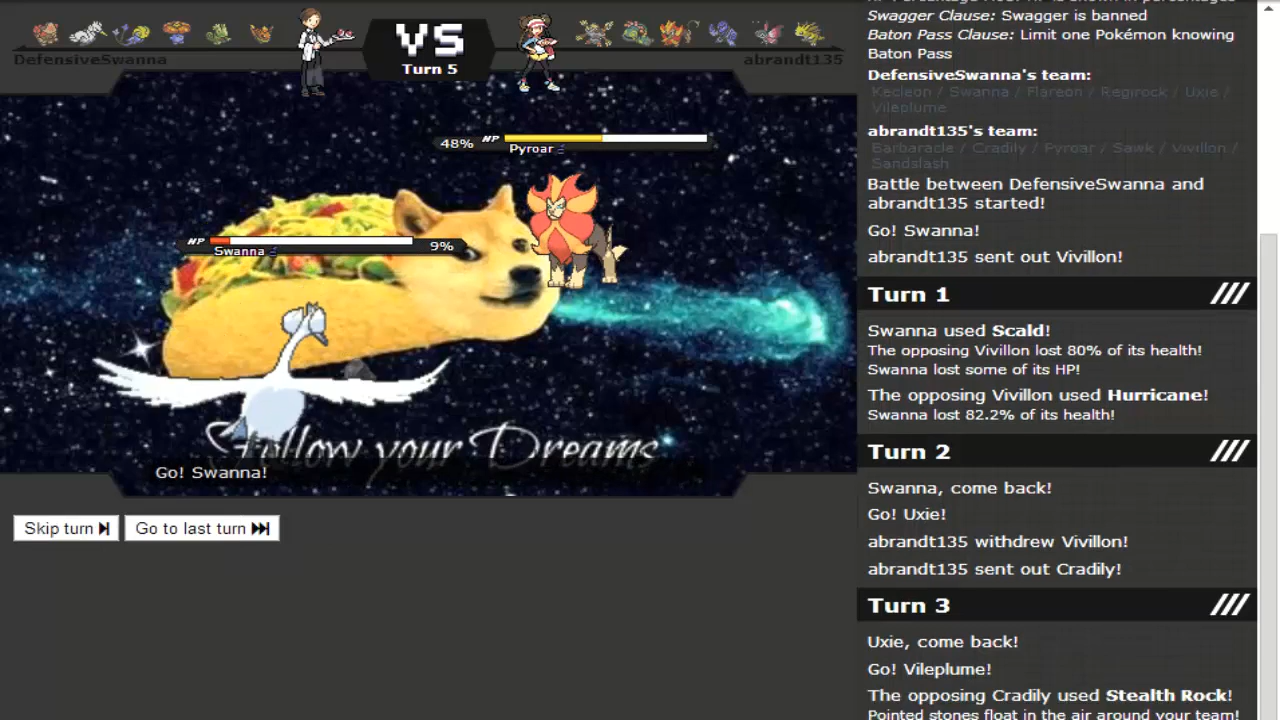 DefensiveSwanna
VS
Turn 5
abrandt135
48% HP
Pyroar
HP 9%
Swanna
Follow your Dreams
Go! Swanna!
Skip turn
Go to last turn
Swagger Clause: Swagger is banned
Baton Pass Clause: Limit one Pokémon knowing
Baton Pass
DefensiveSwanna's team:
Kecleon / Swanna / Flareon / Regirock / Uxie /
Vileplume
abrandt135's team:
Barbaracle / Cradily / Pyroar / Sawk / Vivillon /
Sandslash
Battle between DefensiveSwanna and
abrandt135 started!
Go! Swanna!
abrandt135 sent out Vivillon!
Turn 1
Swanna used Scald!
The opposing Vivillon lost 80% of its health!
Swanna lost some of its HP!
The opposing Vivillon used Hurricane!
Swanna lost 82.2% of its health!
Turn 2
Swanna, come back!
Go! Uxie!
abrandt135 withdrew Vivillon!
abrandt135 sent out Cradily!
Turn 3
Uxie, come back!
Go! Vileplume!
The opposing Cradily used Stealth Rock!
Pointed stones float in the air around your team!